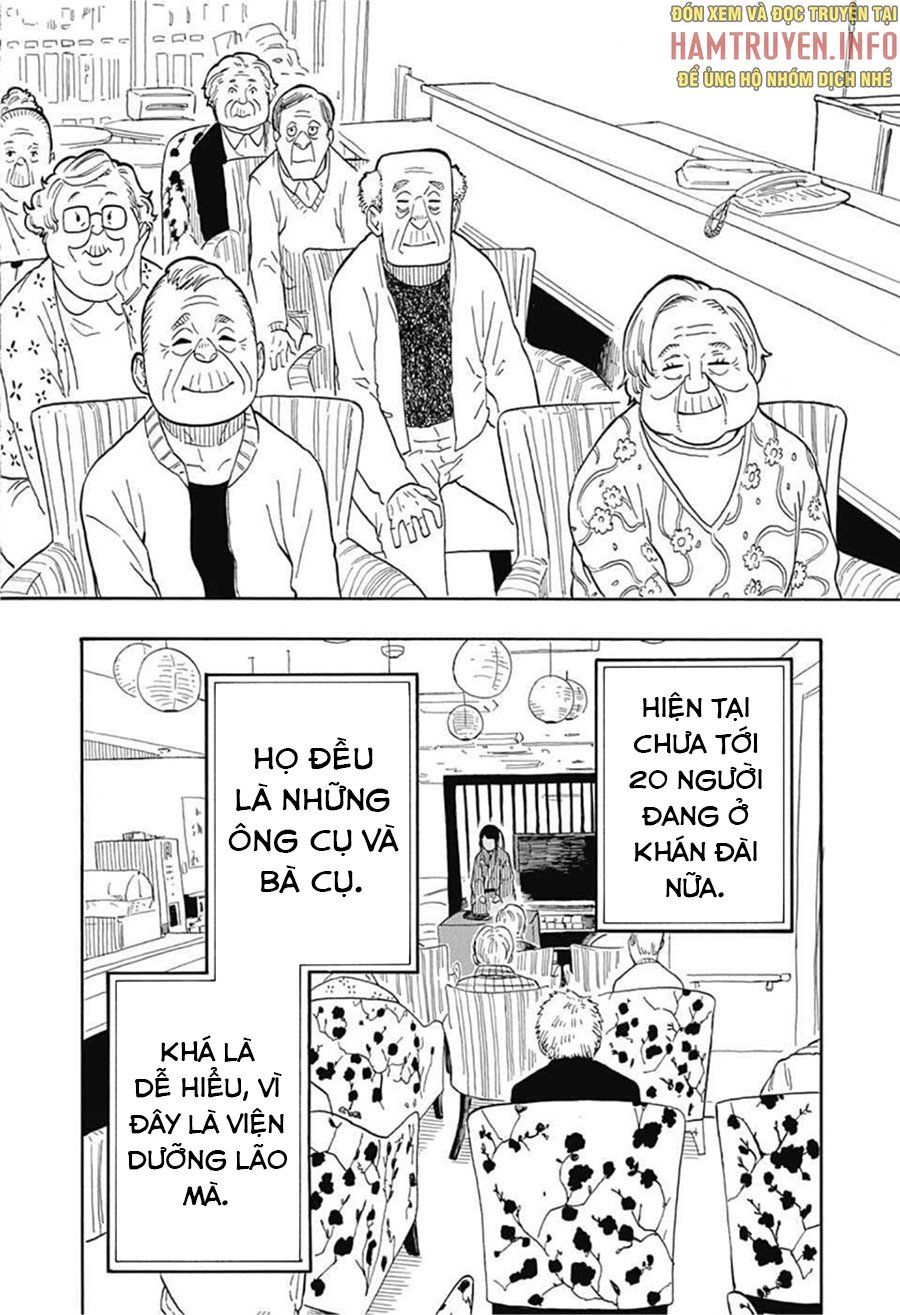 ĐÓN XEM VÀ ĐỌC TRUYỆN TẠI
HAMTRUYEN.INFO
ĐỂ ỦNG HỘ NHÓM DỊCH NHÉ
HIỆN TẠI
CHƯA TỚI
20 NGƯỜI
ĐANG Ở
KHÁN ĐÀI
NỮA.
HỌ ĐỀU
LÀ NHỮNG
ÔNG CỤ VÀ
BÀ CỤ.
KHÁ LÀ
DỄ HIỂU, VÌ
ĐÂY LÀ VIỆN
DƯỠNG LÃO
MÀ.